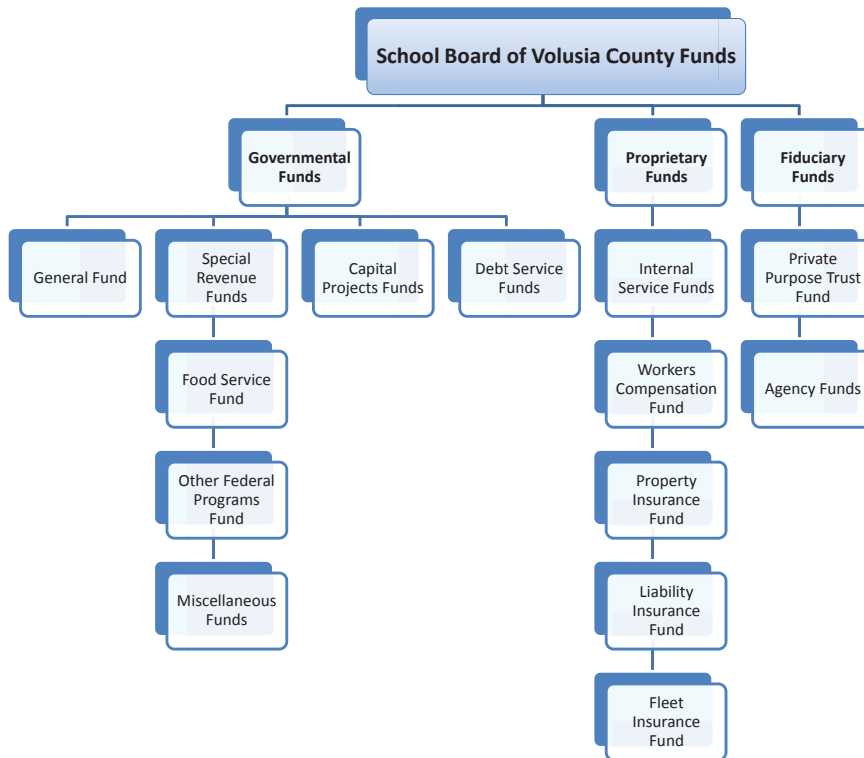 School Board of Volusia County Funds
Governmental
Funds
Proprietary
Funds
Fiduciary
Funds
General Fund
Special
Revenue
Funds
Capital
Projects Funds
Debt Service
Funds
Internal
Service Funds
Private
Purpose Trust
Fund
Food Service
Fund
Workers
Compensation
Fund
Agency Funds
Other Federal
Programs
Fund
Property
Insurance
Fund
Miscellaneous
Funds
Liability
Insurance
Fund
Fleet
Insurance
Fund